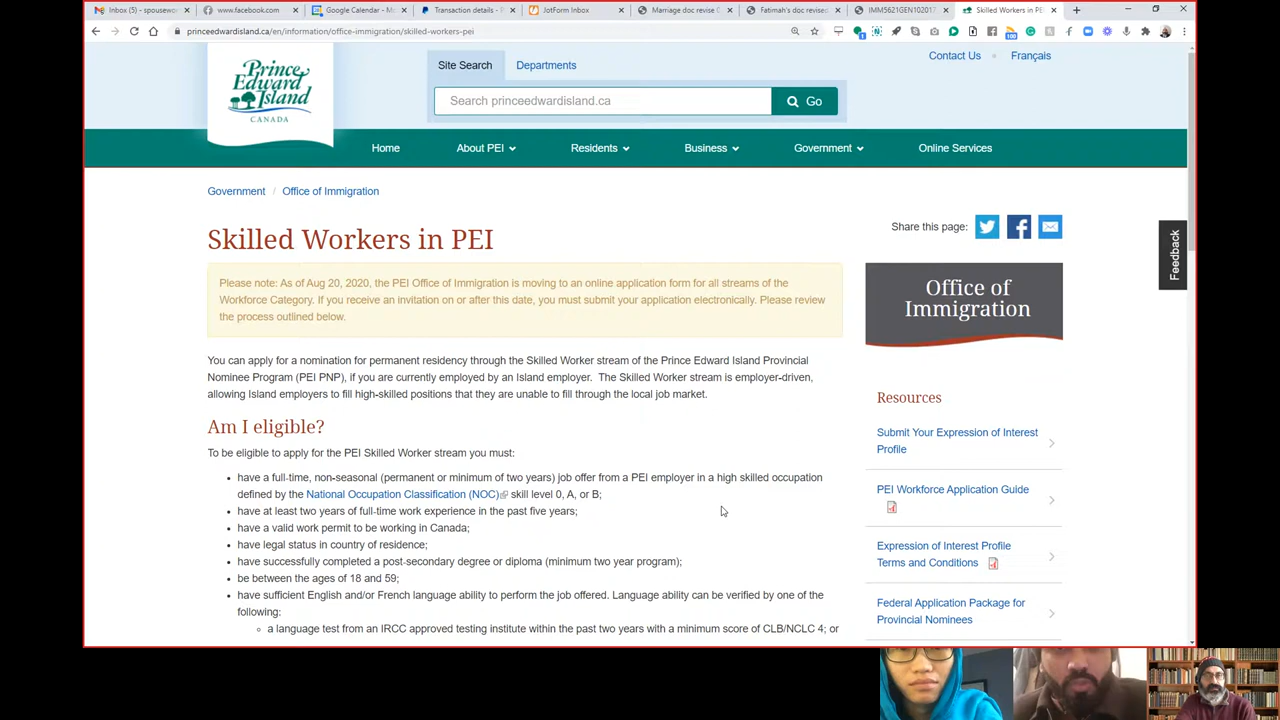 Inbox (5) - spousewor
www.facebook.com
Google Calendar - Mo
Transaction details - P
JotForm Inbox
Marriage doc revise
Fatimah's doc revised
IMM5621GEN102017
Skilled Workers in PEI
princeedwardisland.ca/en/information/office-immigration/skilled-workers-pei
Contact Us
Français
Prince
Edward
Island
CANADA
Site Search
Departments
Search princeedwardisland.ca
Go
Home
About PEI
Residents
Business
Government
Online Services
Government / Office of Immigration
Share this page:
Feedback
Skilled Workers in PEI
Please note: As of Aug 20, 2020, the PEI Office of Immigration is moving to an online application form for all streams of the
Workforce Category. If you receive an invitation on or after this date, you must submit your application electronically. Please review
the process outlined below.
You can apply for a nomination for permanent residency through the Skilled Worker stream of the Prince Edward Island Provincial
Nominee Program (PEI PNP), if you are currently employed by an Island employer. The Skilled Worker stream is employer-driven,
allowing Island employers to fill high-skilled positions that they are unable to fill through the local job market.
Am I eligible?
To be eligible to apply for the PEI Skilled Worker stream you must:
have a full-time, non-seasonal (permanent or minimum of two years) job offer from a PEI employer in a high skilled occupation
defined by the National Occupation Classification (NOC) skill level 0, A, or B;
have at least two years of full-time work experience in the past five years;
have a valid work permit to be working in Canada;
have legal status in country of residence;
have successfully completed a post-secondary degree or diploma (minimum two year program);
be between the ages of 18 and 59;
have sufficient English and/or French language ability to perform the job offered. Language ability can be verified by one of the
following:
a language test from an IRCC approved testing institute within the past two years with a minimum score of CLB/NCLC 4; or
Office of
Immigration
Resources
Submit Your Expression of Interest
Profile
PEI Workforce Application Guide
Expression of Interest Profile
Terms and Conditions
Federal Application Package for
Provincial Nominees